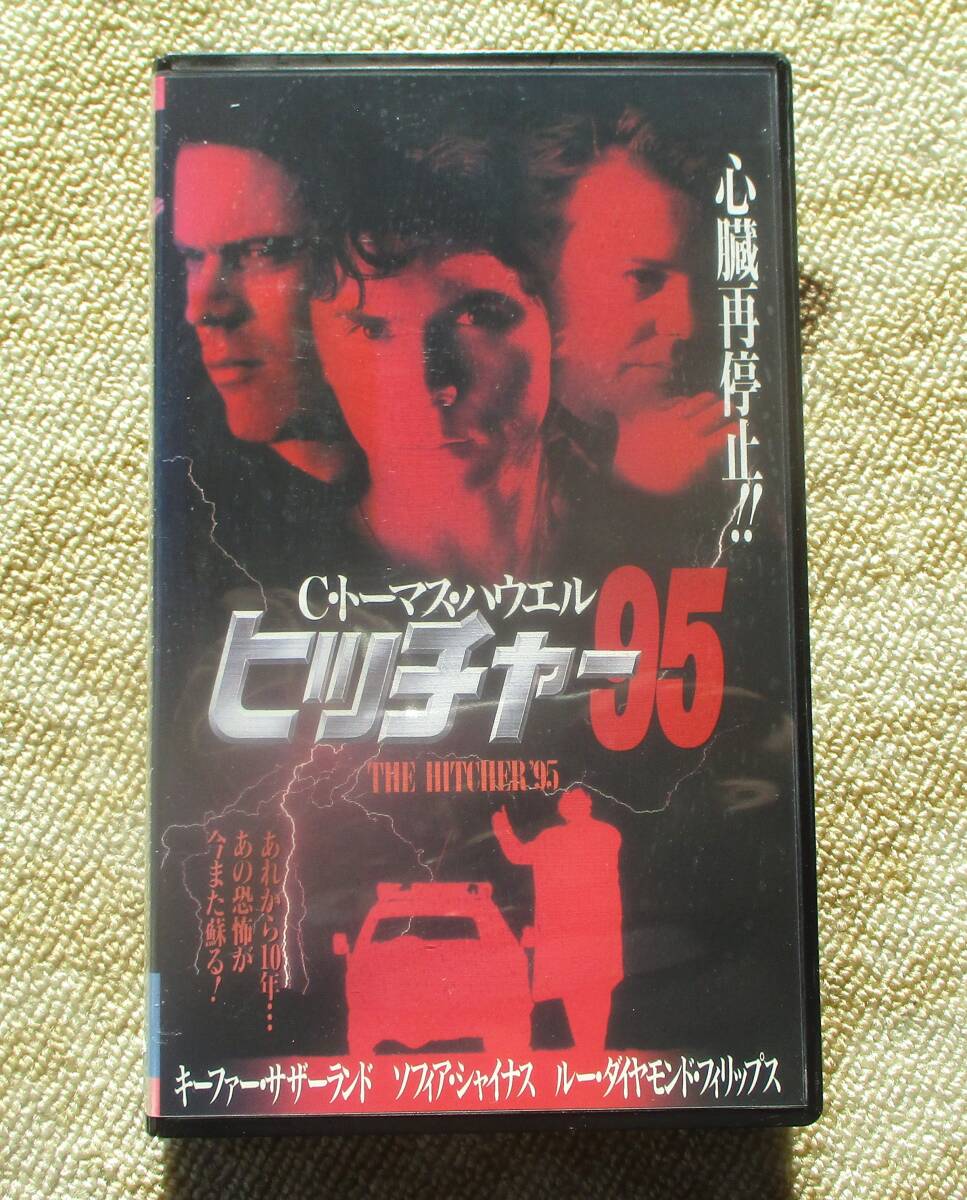 心臓再停止!!
C・トーマス・ハウエル
ヒッチャー95
THE HITCHER'95
あれから10年…
あの恐怖が
今また蘇る!
キーファー・サザーランド ソフィア・シャイナス ルー・ダイヤモンド・フィリップス